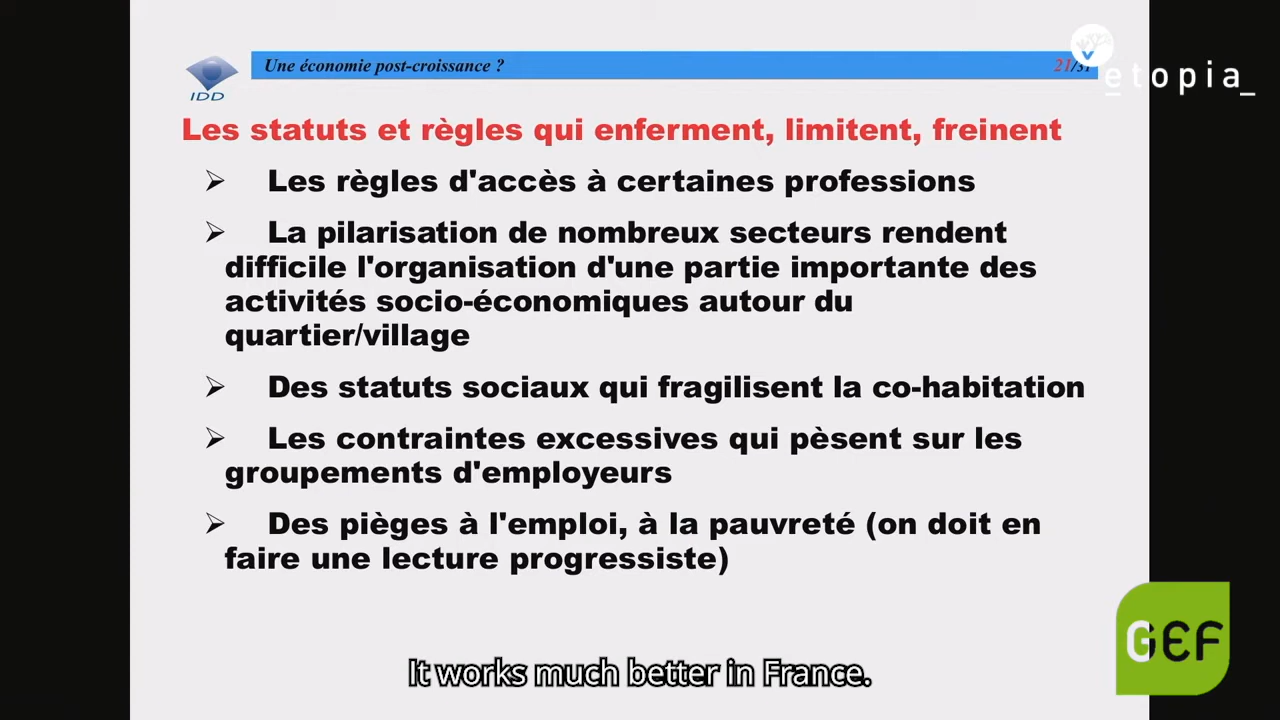 Une économie post-croissance ?
21/31
etopia_
IDD
Les statuts et règles qui enferment, limitent, freinent
Les règles d'accès à certaines professions
La pilarisation de nombreux secteurs rendent
difficile l'organisation d'une partie importante des
activités socio-économiques autour du
quartier/village
Des statuts sociaux qui fragilisent la co-habitation
Les contraintes excessives qui pèsent sur les
groupements d'employeurs
Des pièges à l'emploi, à la pauvreté (on doit en
faire une lecture progressiste)
GEF
It works much better in France.